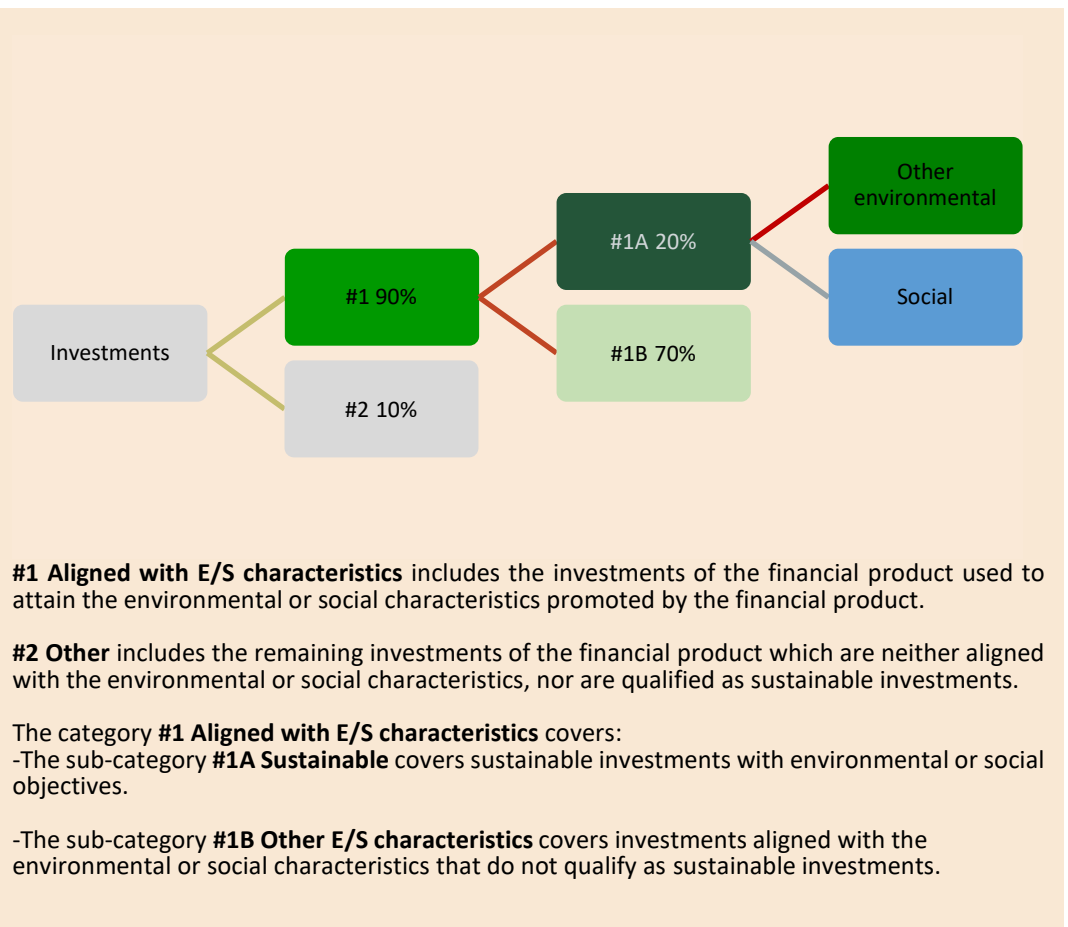 Other
environmental
#1A 20%
#1 90%
Social
Investments
#1B 70%
#2 10%
#1 Aligned with E/S characteristics includes the investments of the financial product used to
attain the environmental or social characteristics promoted by the financial product.
#2 Other includes the remaining investments of the financial product which are neither aligned
with the environmental or social characteristics, nor are qualified as sustainable investments.
The category #1 Aligned with E/S characteristics covers:
-The sub-category #1A Sustainable covers sustainable investments with environmental or social
objectives.
-The sub-category #1B Other E/S characteristics covers investments aligned with the
environmental or social characteristics that do not qualify as sustainable investments.